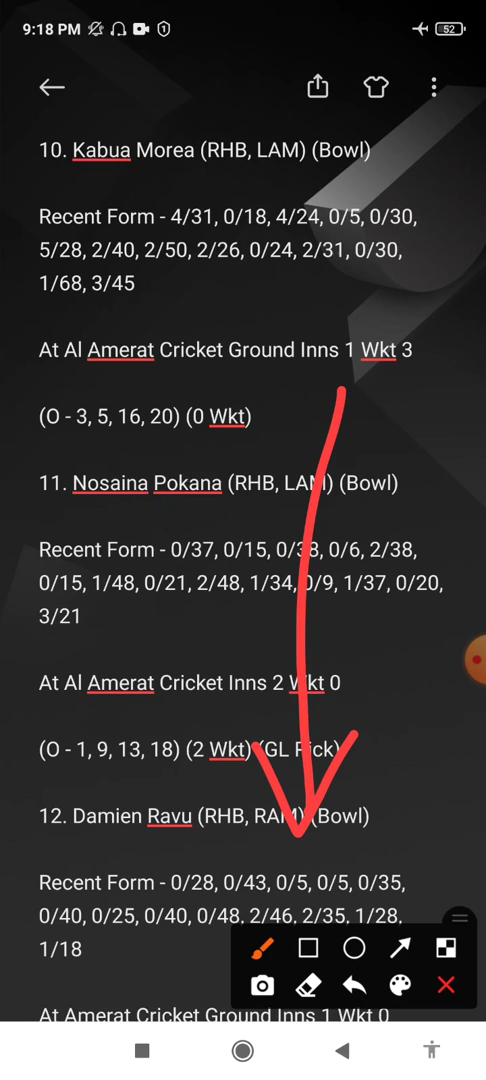 9:18 PM
52
10. Kabua Morea (RHB, LAM) (Bowl)
Recent Form - 4/31, 0/18, 4/24, 0/5, 0/30,
5/28, 2/40, 2/50, 2/26, 0/24, 2/31, 0/30,
1/68, 3/45
At Al Amerat Cricket Ground Inns 1 Wkt 3
(O - 3, 5, 16, 20) (0 Wkt)
11. Nosaina Pokana (RHB, LAM) (Bowl)
Recent Form - 0/37, 0/15, 0/38, 0/6, 2/38,
0/15, 1/48, 0/21, 2/48, 1/34, 0/9, 1/37, 0/20,
3/21
At Al Amerat Cricket Inns 2 Wkt 0
(O - 1, 9, 13, 18) (2 Wkt) (GL Pick)
12. Damien Ravu (RHB, RAM) (Bowl)
Recent Form - 0/28, 0/43, 0/5, 0/5, 0/35,
0/40, 0/25, 0/40, 0/48, 2/46, 2/35, 1/28,
1/18
At Amerat Cricket Ground Inns 1 Wkt 0